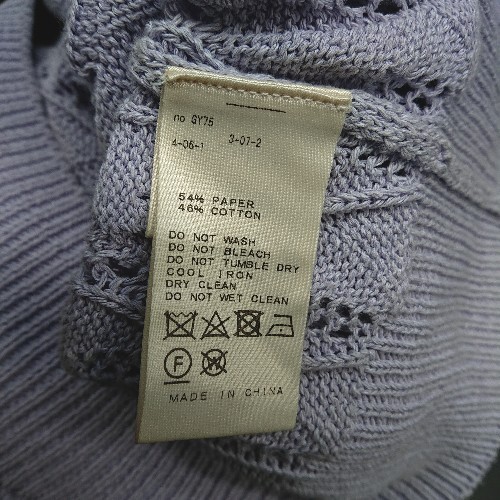 no GY75
4-06-1 3-07-2
54% PAPER
46% COTTON
DO NOT WASH
DO NOT BLEACH
DO NOT TUMBLE DRY
COOL IRON
DRY CLEAN
DO NOT WET CLEAN
F W
MADE IN CHINA